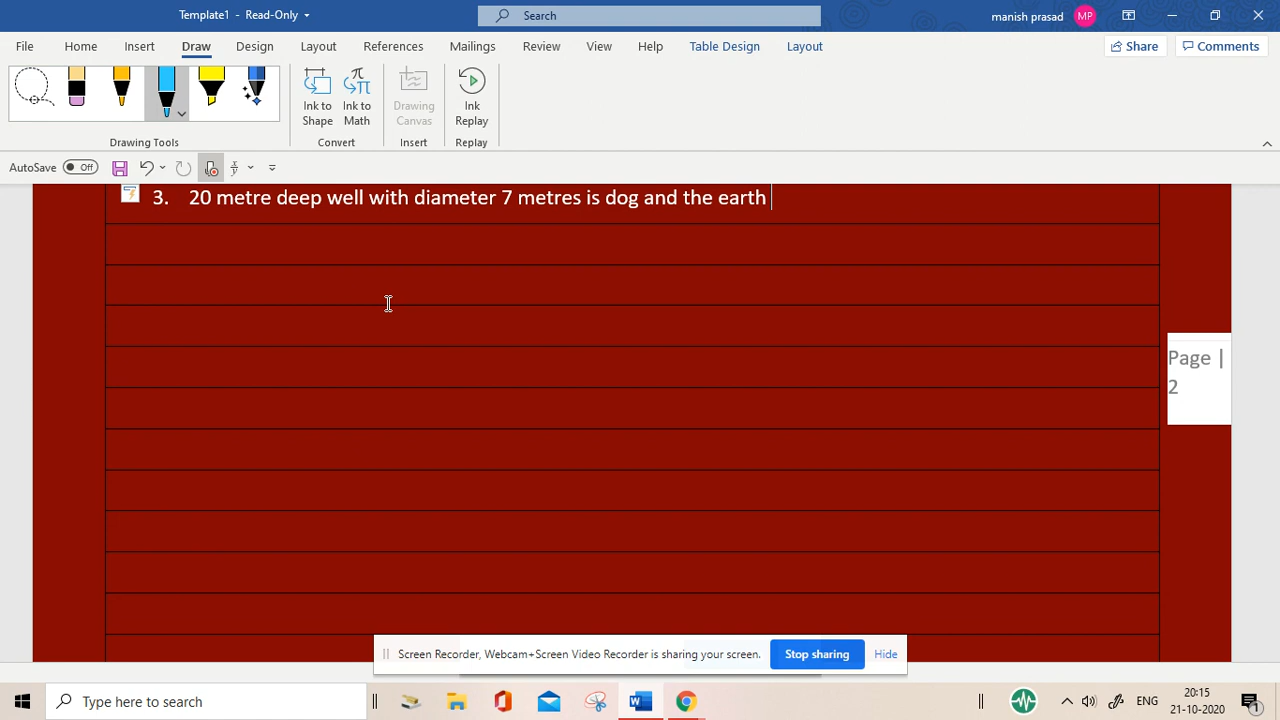 Template1 - Read-Only
Search
manish prasad
MP
File Home Insert Draw Design Layout References Mailings Review View Help Table Design Layout
Share
Comments
Ink to Shape
Ink to Math
Drawing Canvas
Ink Replay
Drawing Tools
Convert
Insert
Replay
AutoSave Off
3. 20 metre deep well with diameter 7 metres is dog and the earth
Page |
2
Screen Recorder, Webcam+Screen Video Recorder is sharing your screen.
Stop sharing
Hide
Type here to search
ENG
20:15
21-10-2020
1